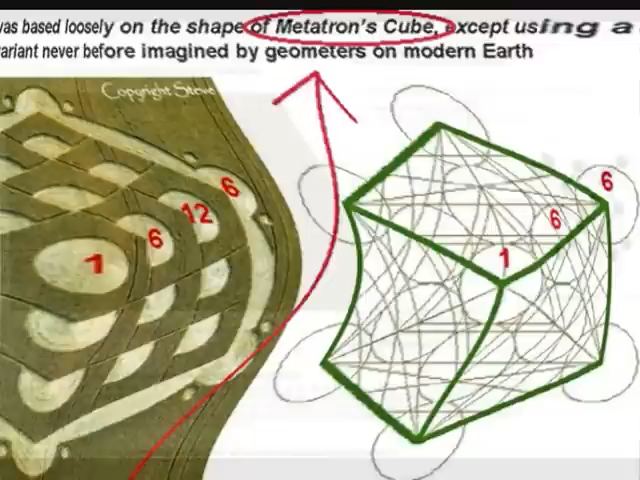 was based loosely on the shape of Metatron's Cube, except using a
variant never before imagined by geometers on modern Earth
Copyright Steve
6
12
6
1
6
6
1